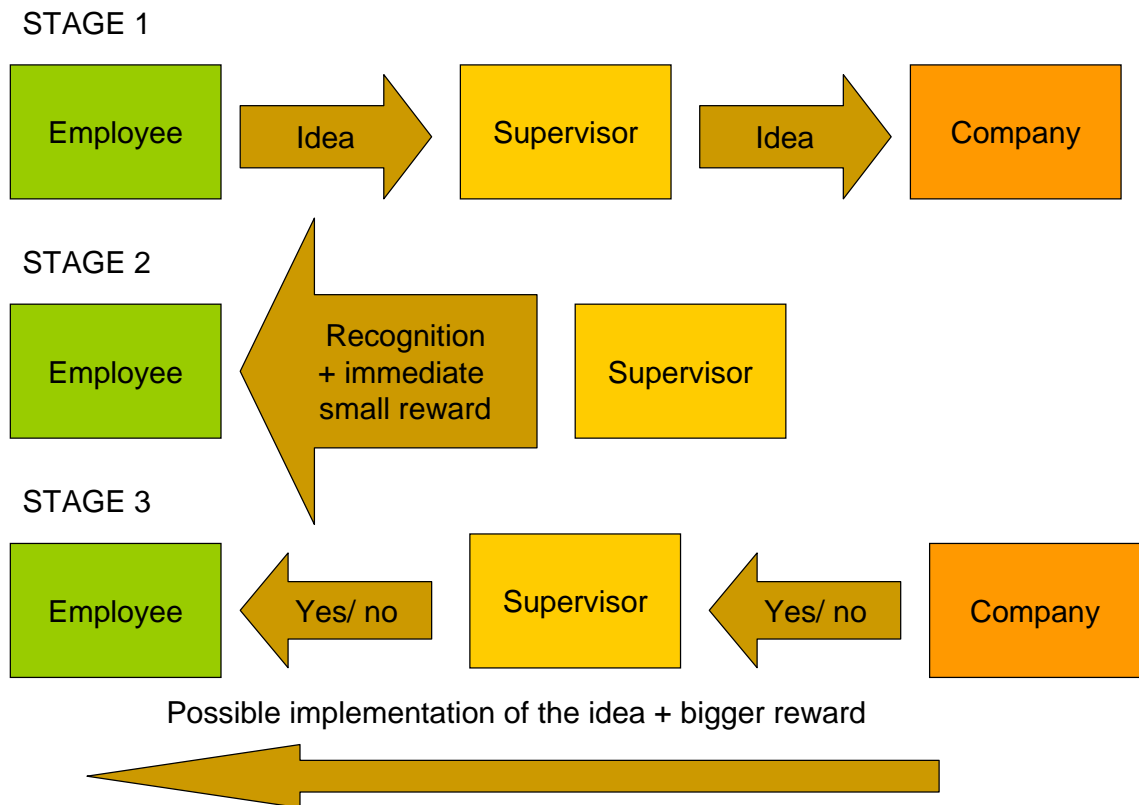 STAGE 1
Employee
Idea
Supervisor
Idea
Company
STAGE 2
Employee
Recognition
+ immediate
small reward
Supervisor
STAGE 3
Employee
Yes/ no
Supervisor
Yes/ no
Company
Possible implementation of the idea + bigger reward